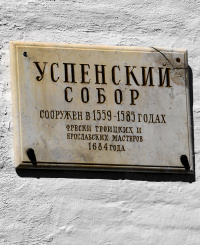 УСПЕНСКИЙ
СОБОР
СООРУЖЕН В 1559-1585 ГОДАХ
ФРЕСКИ ТРОИЦКИХ И
ЯРОСЛАВСКИХ МАСТЕРОВ
1684 ГОДА